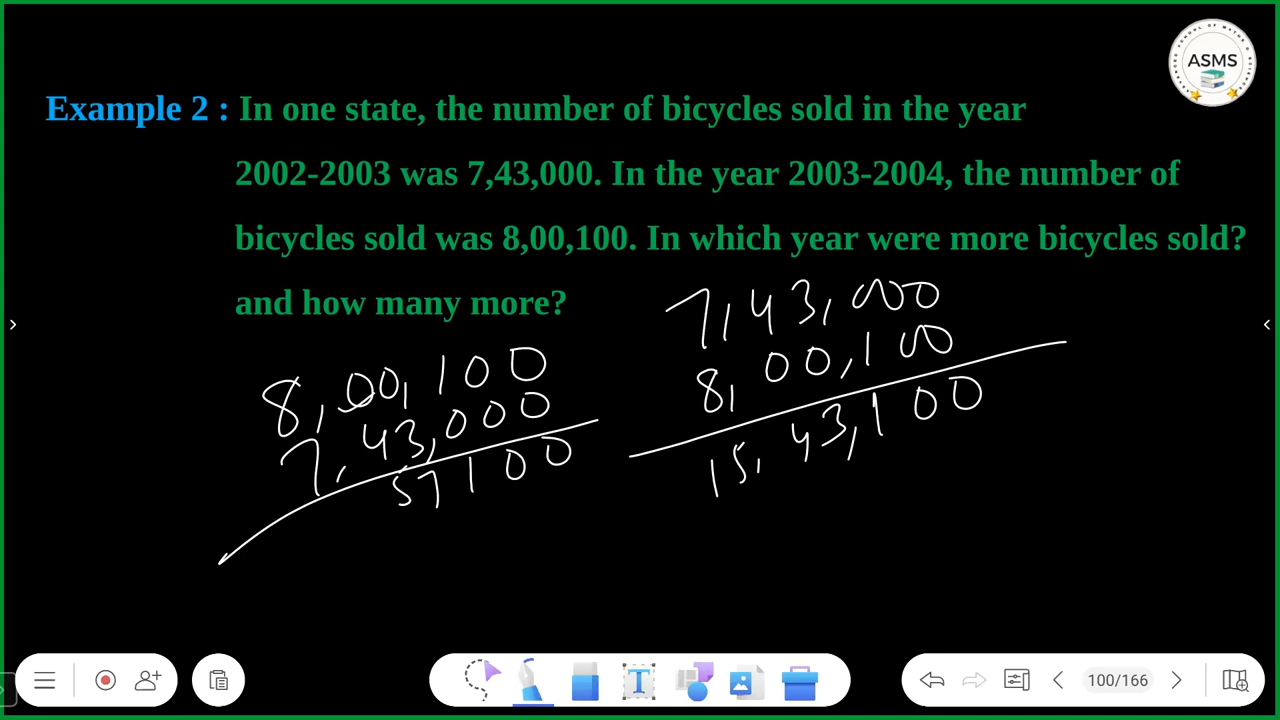 ASMS
Example 2 : In one state, the number of bicycles sold in the year
2002-2003 was 7,43,000. In the year 2003-2004, the number of
bicycles sold was 8,00,100. In which year were more bicycles sold?
and how many more?
8,00,100
7,43,000
57100
7,43,000
8,00,100
15,43,100
T
100/166